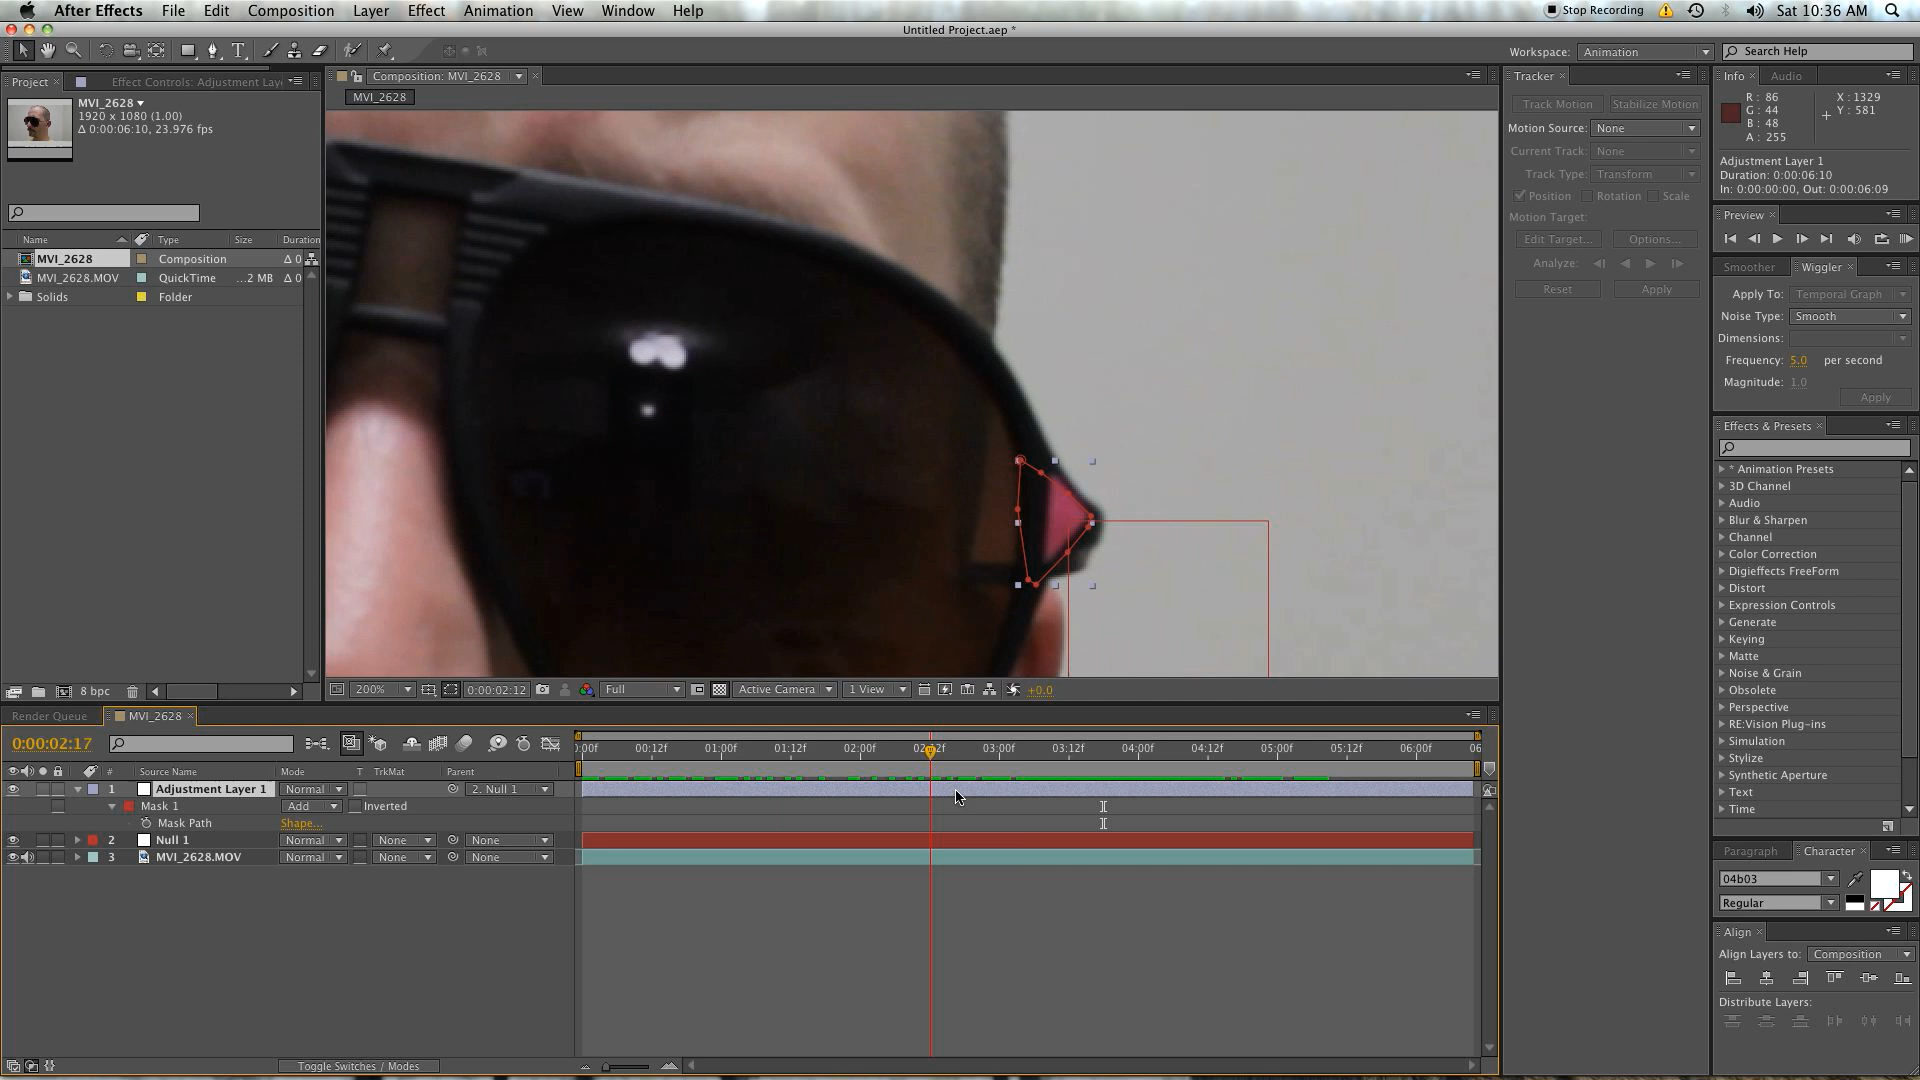 After Effects File Edit Composition Layer Effect Animation View Window Help Stop Recording Sat 10:36 AM
Untitled Project.aep *
Workspace: Animation Search Help
Project Effect Controls: Adjustment Lay
MVI_2628
1920 x 1080 (1.00)
Δ 0:00:06:10, 23.976 fps
Name Type Size Duration
MVI_2628 Composition Δ 0
MVI_2628.MOV QuickTime ...2 MB Δ 0
Solids Folder
8 bpc
Composition: MVI_2628
MVI_2628
200% 0:00:02:12 Full Active Camera 1 View +0.0
Tracker
Track Motion Stabilize Motion
Motion Source: None
Current Track: None
Track Type: Transform
Position Rotation Scale
Motion Target:
Edit Target... Options...
Analyze:
Reset Apply
Info Audio
R : 86 X : 1329
G : 44 Y : 581
B : 48
A : 255
Adjustment Layer 1
Duration: 0:00:06:10
In: 0:00:00:00, Out: 0:00:06:09
Preview
Smoother Wiggler
Apply To: Temporal Graph
Noise Type: Smooth
Dimensions:
Frequency: 5.0 per second
Magnitude: 1.0
Apply
Effects & Presets
* Animation Presets
3D Channel
Audio
Blur & Sharpen
Channel
Color Correction
Digieffects FreeForm
Distort
Expression Controls
Generate
Keying
Matte
Noise & Grain
Obsolete
Perspective
RE:Vision Plug-ins
Simulation
Stylize
Synthetic Aperture
Text
Time
Paragraph Character
04b03
Regular
Align
Align Layers to: Composition
Distribute Layers:
Render Queue MVI_2628
0:00:02:17
:00f 00:12f 01:00f 01:12f 02:00f 02:12f 03:00f 03:12f 04:00f 04:12f 05:00f 05:12f 06:00f 06
# Source Name Mode T TrkMat Parent
1 Adjustment Layer 1 Normal 2. Null 1
Mask 1 Add Inverted
Mask Path Shape...
2 Null 1 Normal None None
3 MVI_2628.MOV Normal None None
Toggle Switches / Modes